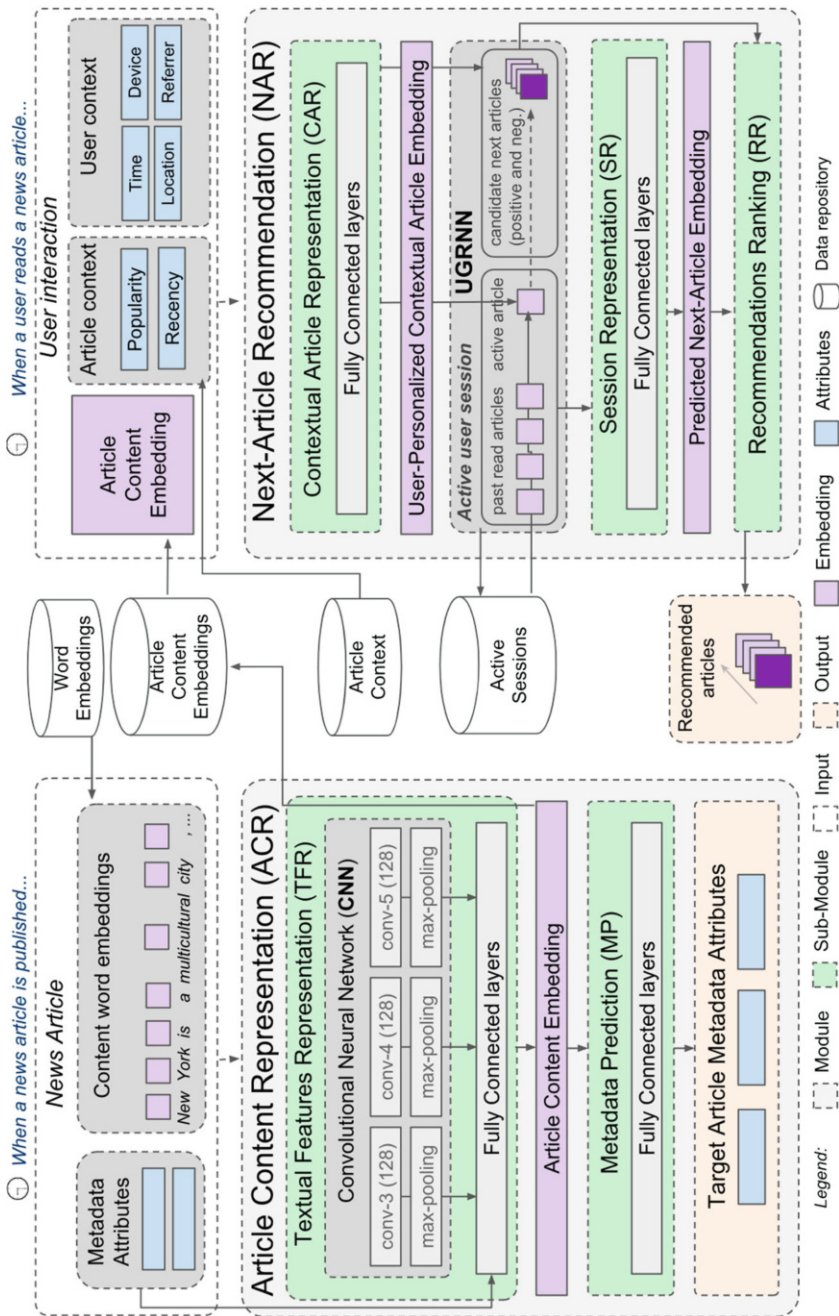 When a news article is published...
News Article
Metadata
Attributes
Content word embeddings
New York is a multicultural city , ...
Article Content Representation (ACR)
Textual Features Representation (TFR)
Convolutional Neural Network (CNN)
conv-3 (128)
conv-4 (128)
conv-5 (128)
max-pooling
max-pooling
max-pooling
Fully Connected layers
Article Content Embedding
Metadata Prediction (MP)
Fully Connected layers
Target Article Metadata Attributes
Word
Embeddings
Article
Content
Embeddings
Article
Context
Active
Sessions
Recommended
articles
When a user reads a news article...
User interaction
Article
Content
Embedding
Article context
Popularity
Recency
User context
Time
Device
Location
Referrer
Next-Article Recommendation (NAR)
Contextual Article Representation (CAR)
Fully Connected layers
User-Personalized Contextual Article Embedding
UGRNN
Active user session
past read articles
active article
candidate next articles
(positive and neg.)
Session Representation (SR)
Fully Connected layers
Predicted Next-Article Embedding
Recommendations Ranking (RR)
Legend:
Module
Sub-Module
Input
Output
Embedding
Attributes
Data repository